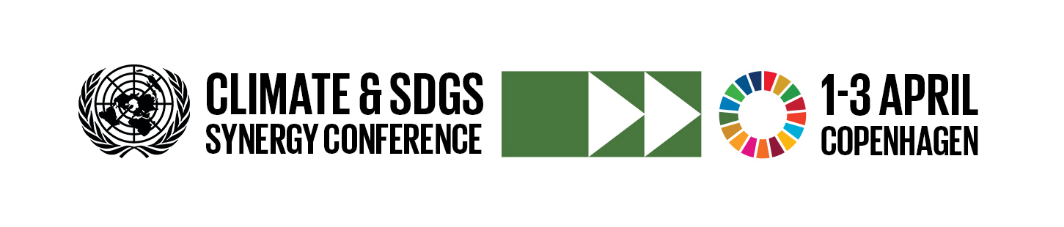 CLIMATE & SDGS
SYNERGY CONFERENCE
1-3 APRIL
COPENHAGEN